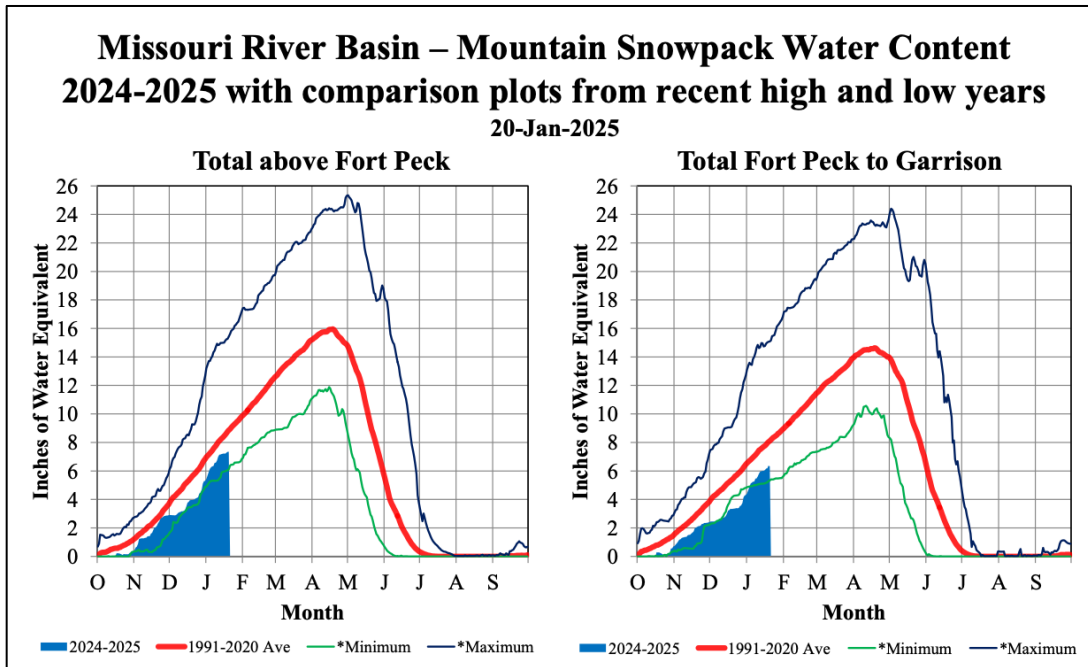 Missouri River Basin – Mountain Snowpack Water Content
2024-2025 with comparison plots from recent high and low years
20-Jan-2025
Total above Fort Peck
26
24
22
20
18
16
14
12
10
8
6
4
2
0
Inches of Water Equivalent
O N D J F M A M J J A S
Month
2024-2025 1991-2020 Ave *Minimum *Maximum
Total Fort Peck to Garrison
26
24
22
20
18
16
14
12
10
8
6
4
2
0
Inches of Water Equivalent
O N D J F M A M J J A S
Month
2024-2025 1991-2020 Ave *Minimum *Maximum